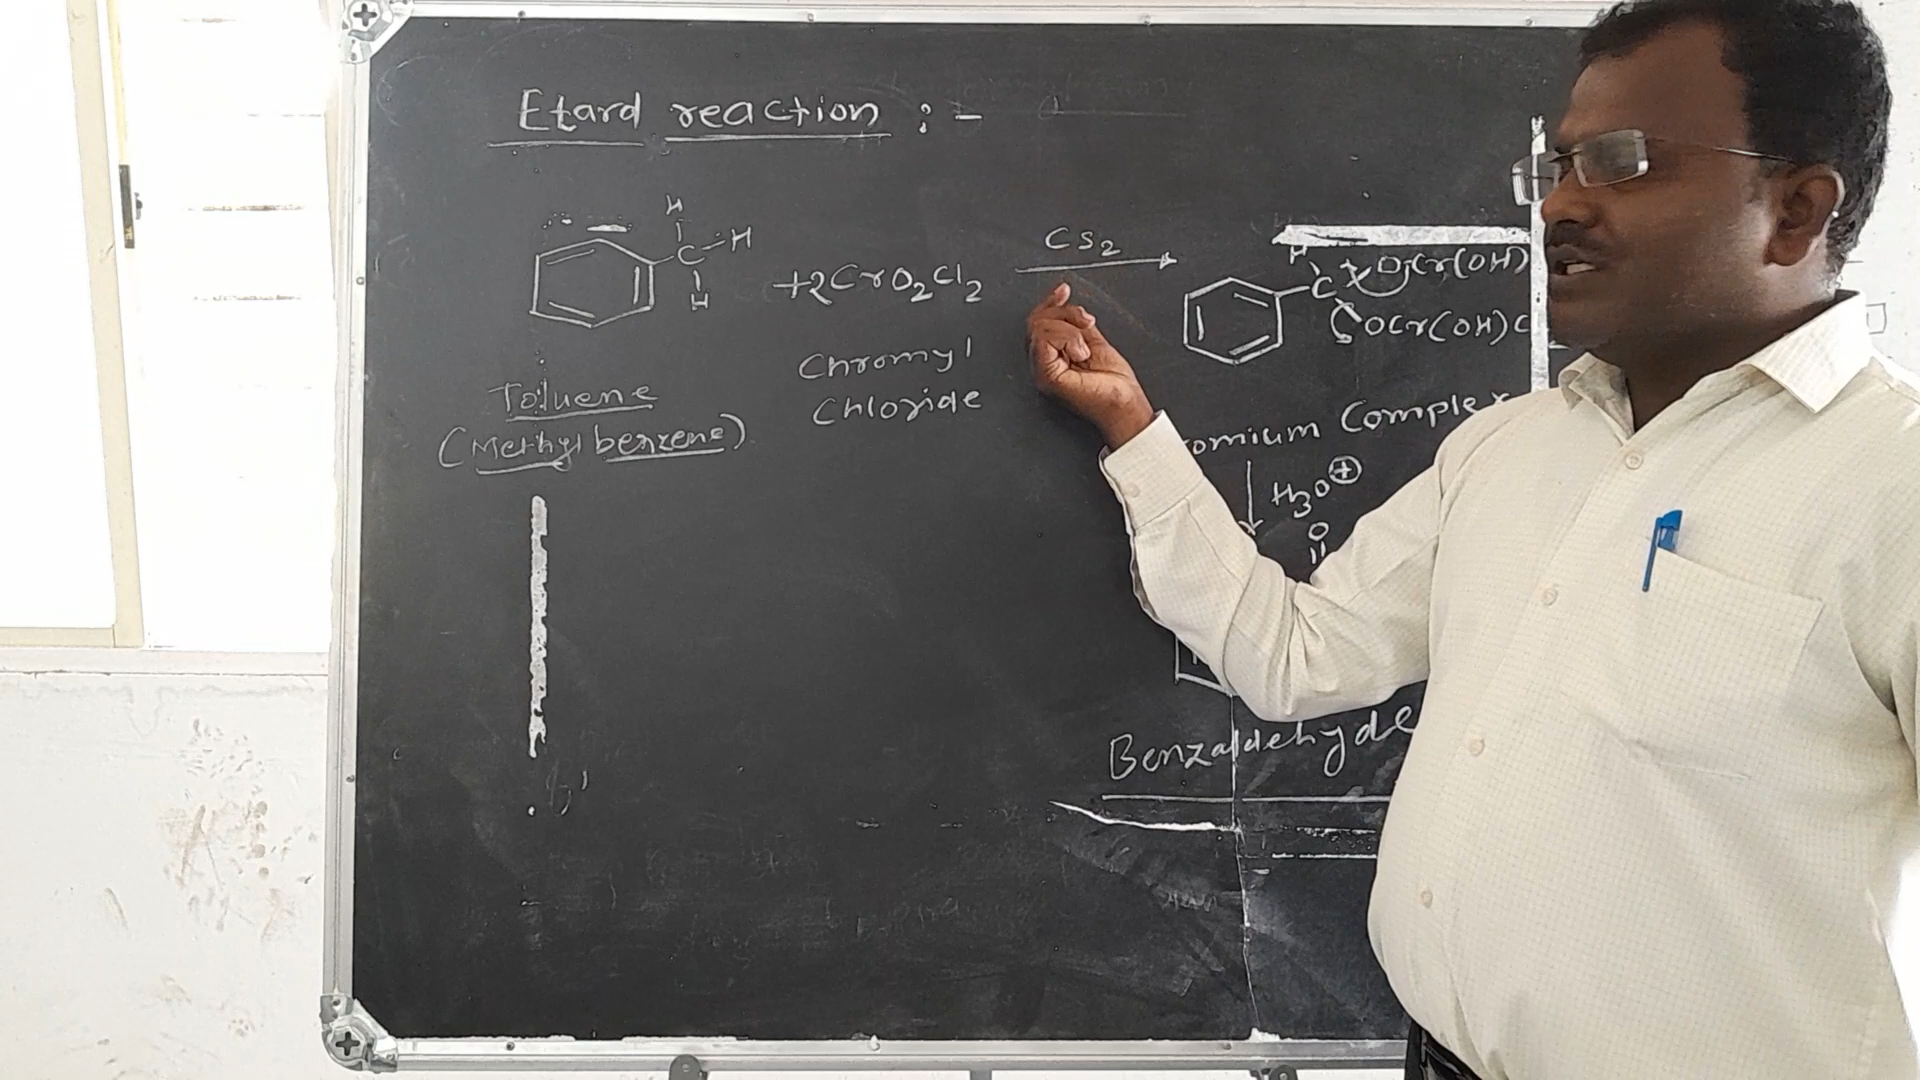 Etard reaction :-
H
C-H
H
+2CrO2Cl2
CS2
H
C
O Cr(OH)
OCr(OH)C
Chromyl
Chloride
Toluene
(Methyl benzene)
omium Complex
H3O+
O
Benzaldehyde